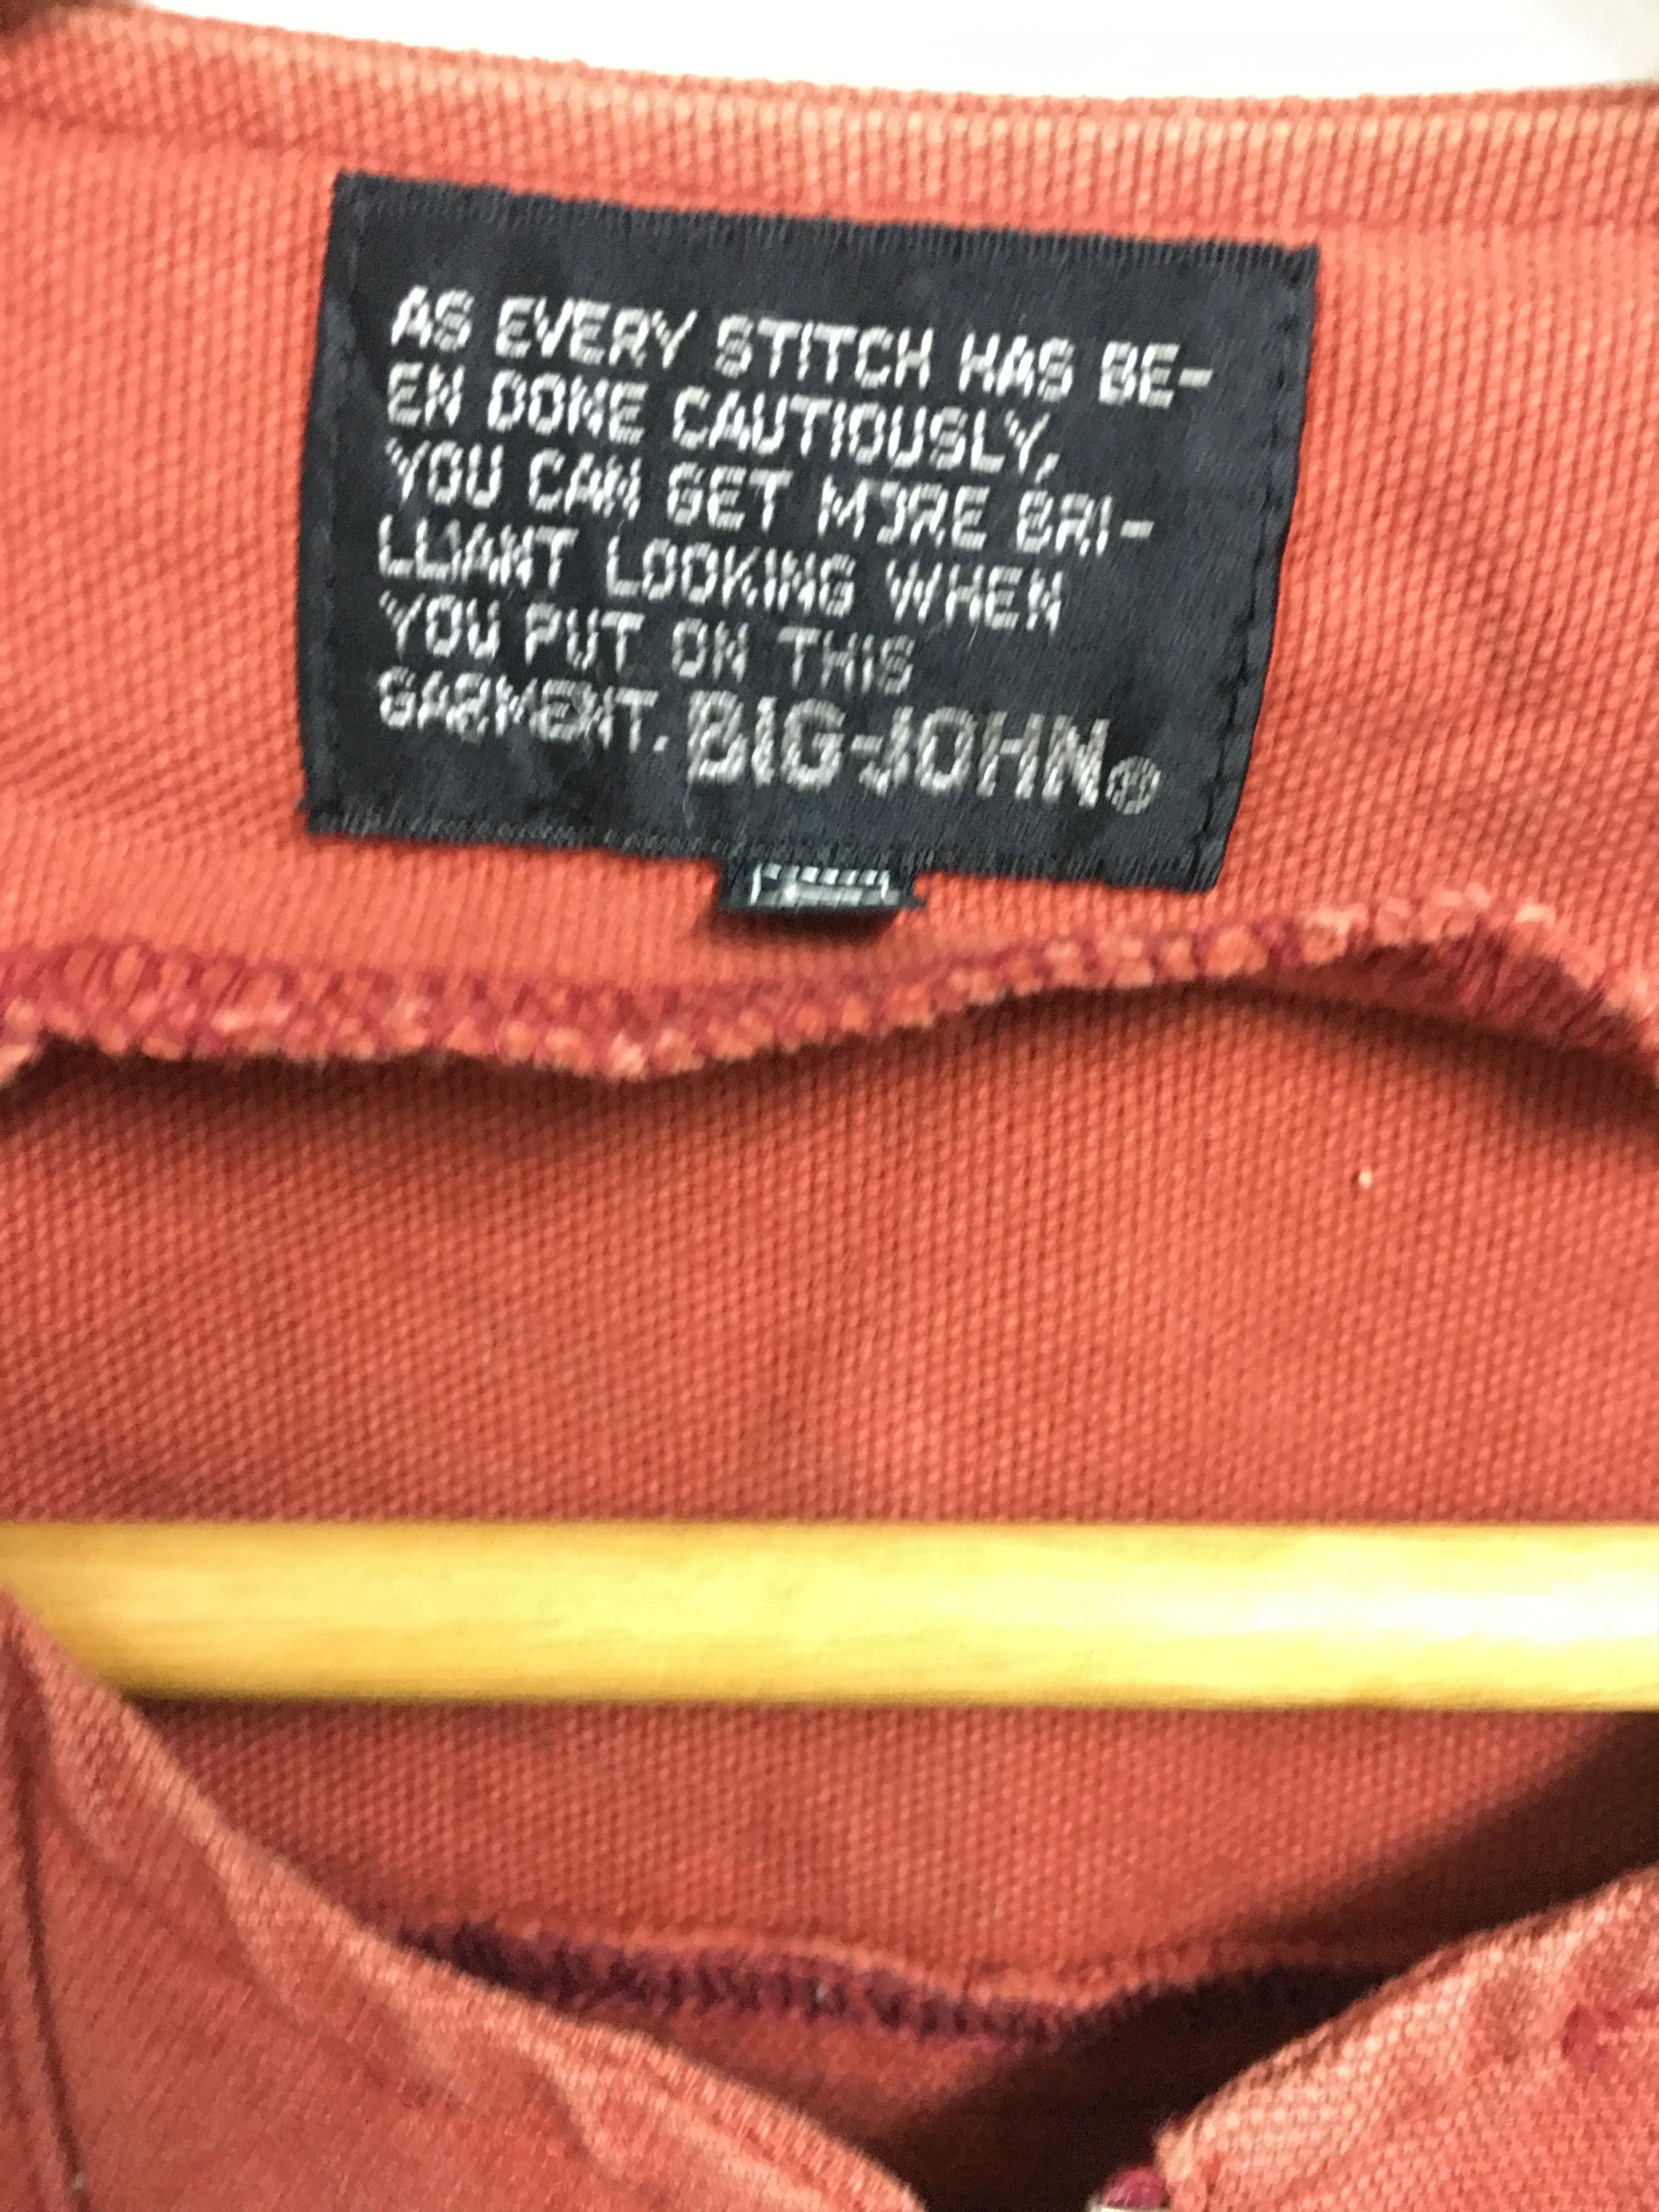 AS EVERY STITCH HAS BE-
EN DONE CAUTIOUSLY,
YOU CAN GET MORE BRI-
LLIANT LOOKING WHEN
YOU PUT ON THIS
GARMENT. BIG-JOHN®